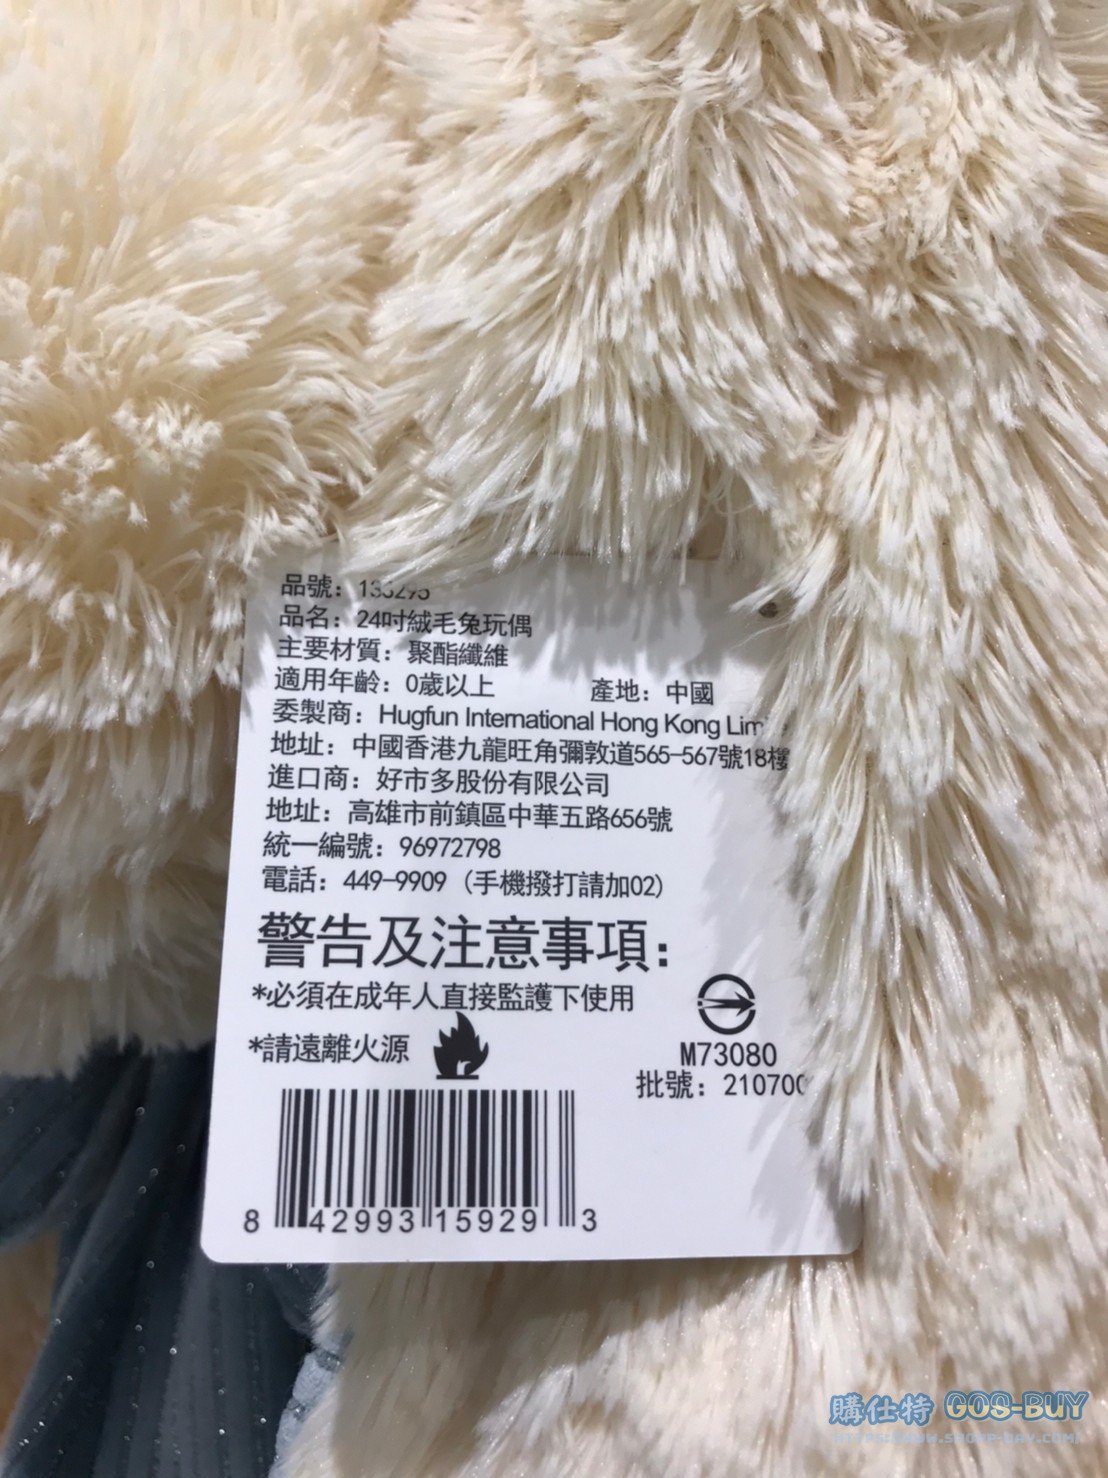 品號：133295
品名：24吋絨毛兔玩偶
主要材質：聚酯纖維
適用年齡：0歲以上 產地：中國
委製商：Hugfun International Hong Kong Lim
地址：中國香港九龍旺角彌敦道565-567號18樓
進口商：好市多股份有限公司
地址：高雄市前鎮區中華五路656號
統一編號：96972798
電話：449-9909 (手機撥打請加02)
警告及注意事項：
*必須在成年人直接監護下使用
*請遠離火源
M73080
批號：210700
8 42993 15929 3
購仕特 GOS-BUY